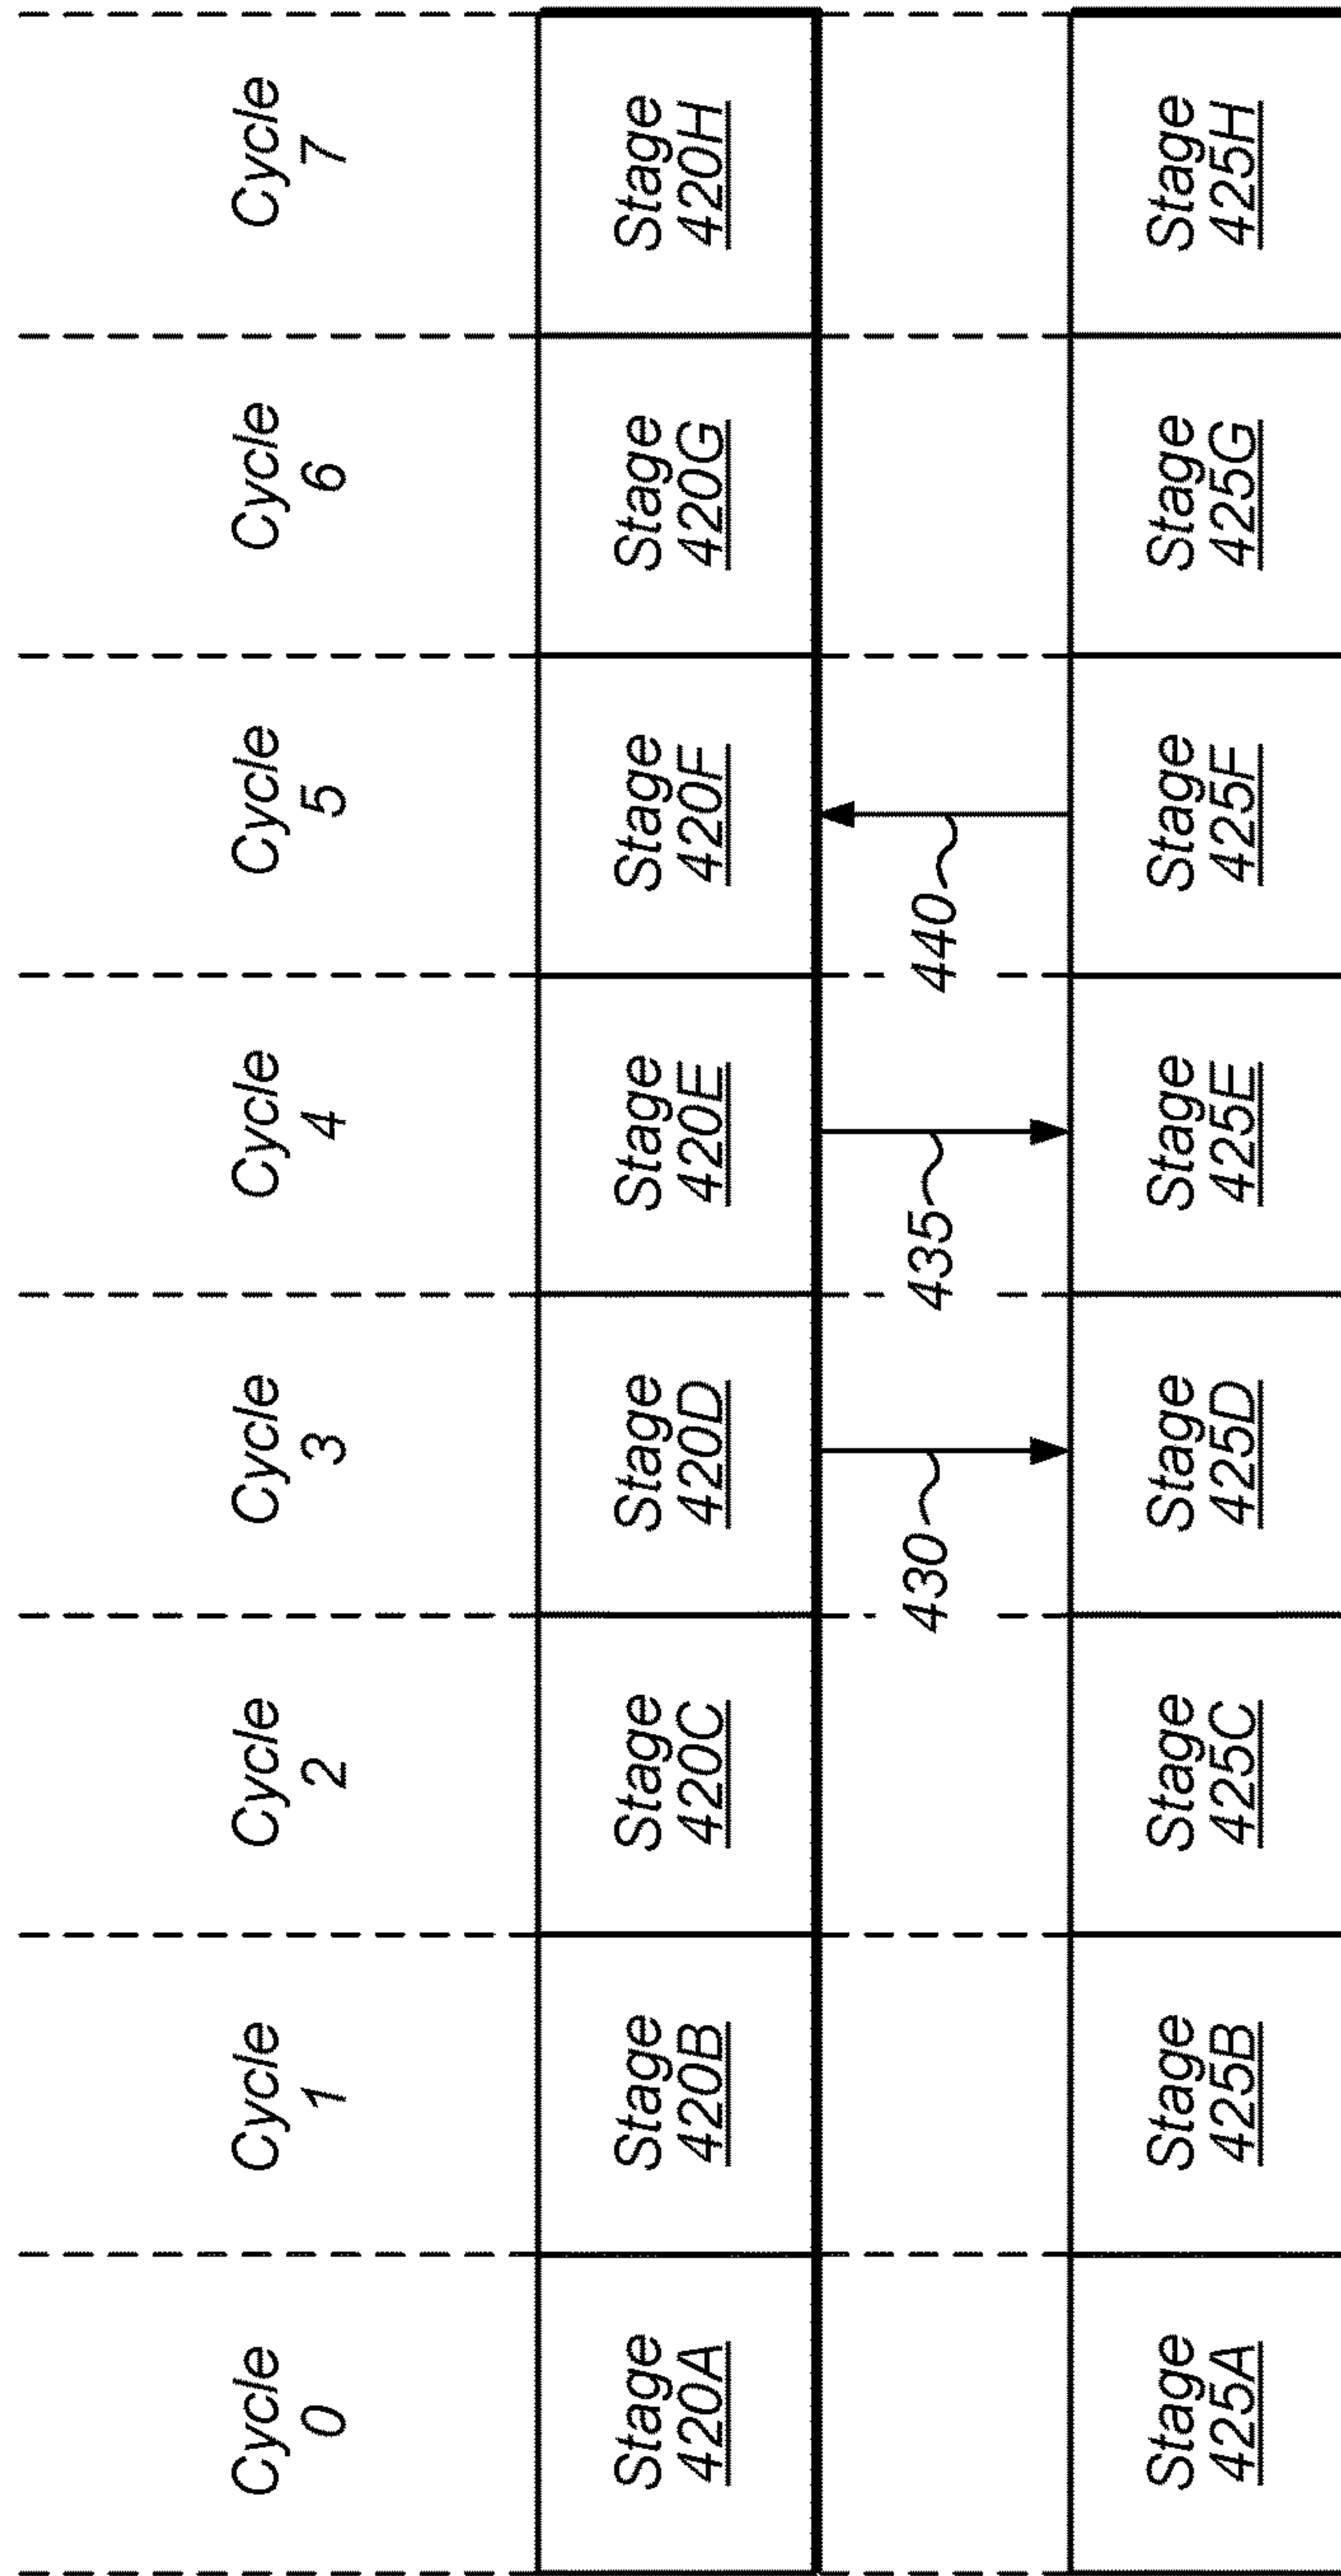 Cycle
0
Cycle
1
Cycle
2
Cycle
3
Cycle
4
Cycle
5
Cycle
6
Cycle
7
Stage
420A
Stage
420B
Stage
420C
Stage
420D
Stage
420E
Stage
420F
Stage
420G
Stage
420H
430
435
440
Stage
425A
Stage
425B
Stage
425C
Stage
425D
Stage
425E
Stage
425F
Stage
425G
Stage
425H